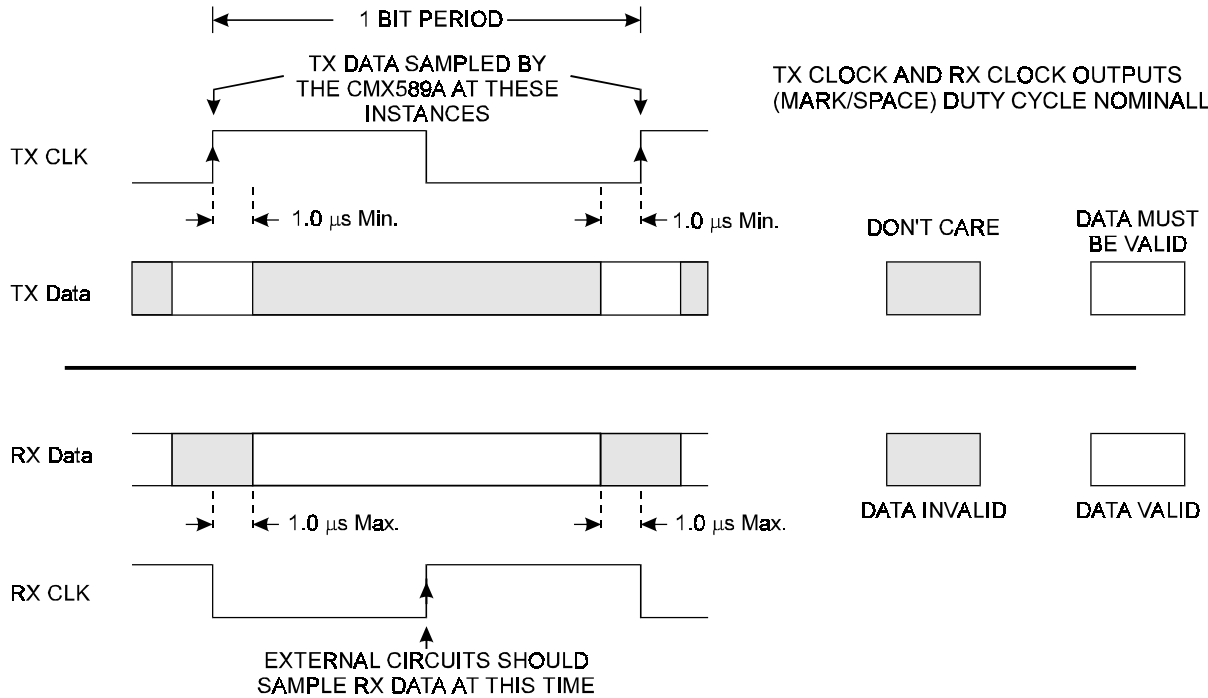 1 BIT PERIOD
TX DATA SAMPLED BY
THE CMX589A AT THESE
INSTANCES
TX CLOCK AND RX CLOCK OUTPUTS
(MARK/SPACE) DUTY CYCLE NOMINALL
TX CLK
1.0 μs Min.
1.0 μs Min.
DON'T CARE
DATA MUST
BE VALID
TX Data
RX Data
1.0 μs Max.
1.0 μs Max.
DATA INVALID
DATA VALID
RX CLK
EXTERNAL CIRCUITS SHOULD
SAMPLE RX DATA AT THIS TIME